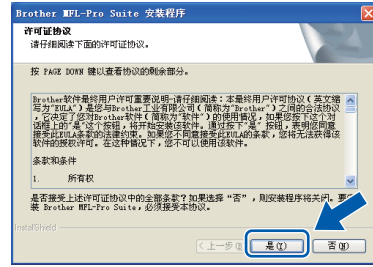 Brother MFL-Pro Suite 安装程序
许可证协议
请仔细阅读下面的许可证协议。
按 PAGE DOWN 键以查看协议的剩余部分。
Brother软件最终用户许可重要说明-请仔细阅读：本最终用户许可协议（英文缩
写为"EULA"）是您与Brother工业有限公司（简称为"Brother"）之间的合法协议
，它决定了您对Brother软件（简称为"软件"）的使用情况，如果您按下这个对
话框上的"是"这个按钮，将开始安装该软件。通过按下"是" 按钮，表明您同意
接受此EULA条款的法律约束。如果您不同意接受此EULA的条款，您将无法获得该
软件的授权许可。在这种情况下，您不可以使用该软件。
条款和条件
1. 所有权
是否接受上述许可证协议中的全部条款？如果选择 “否” ，则安装程序将关闭。要
装 Brother MFL-Pro Suite，必须接受本协议。
InstallShield
< 上一步 是(Y) 否(N)